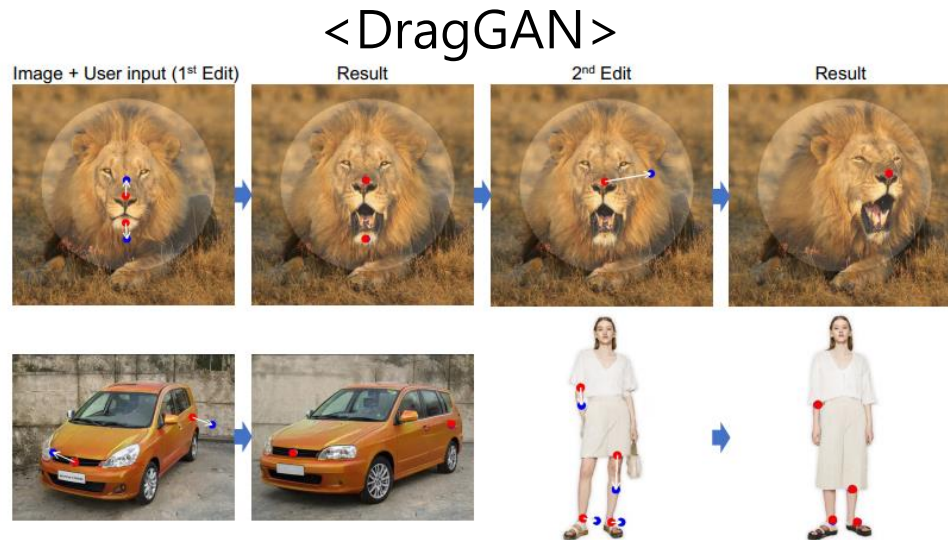 <DragGAN>
Image + User input (1st Edit)
Result
2nd Edit
Result